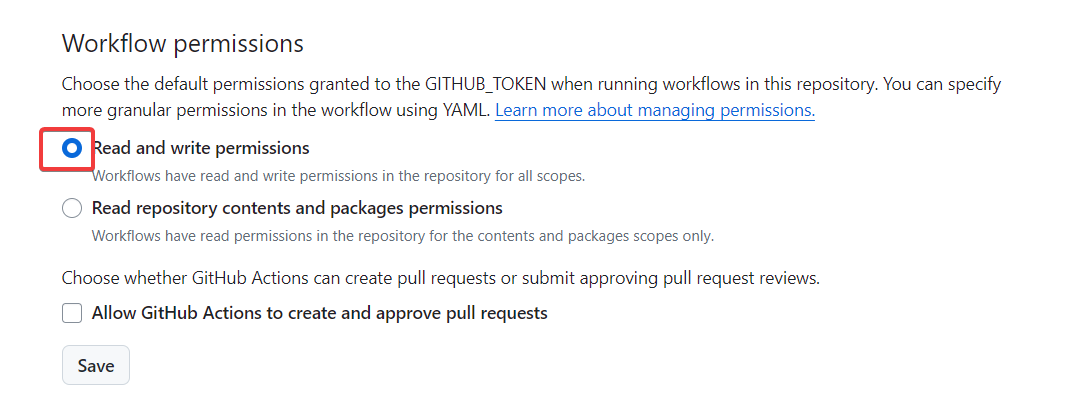 Workflow permissions
Choose the default permissions granted to the GITHUB_TOKEN when running workflows in this repository. You can specify
more granular permissions in the workflow using YAML. Learn more about managing permissions.
Read and write permissions
Workflows have read and write permissions in the repository for all scopes.
Read repository contents and packages permissions
Workflows have read permissions in the repository for the contents and packages scopes only.
Choose whether GitHub Actions can create pull requests or submit approving pull request reviews.
Allow GitHub Actions to create and approve pull requests
Save